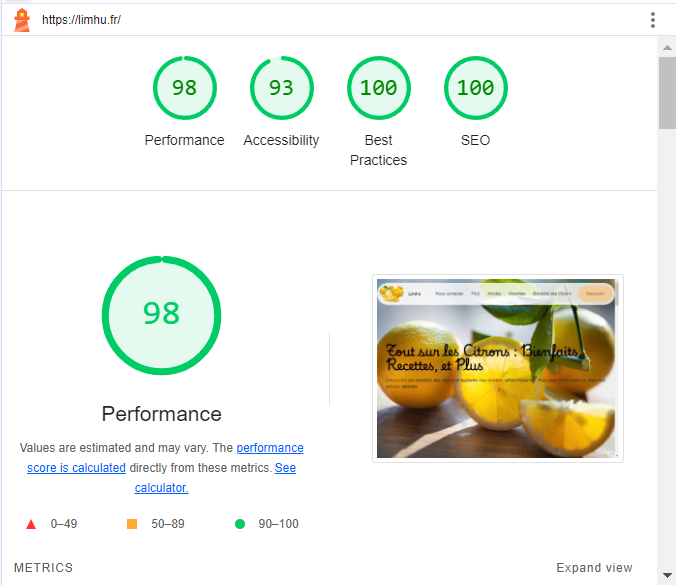 https://limhu.fr/
98
93
100
100
Performance
Accessibility
Best
Practices
SEO
98
Performance
Values are estimated and may vary. The performance
score is calculated directly from these metrics. See
calculator.
0–49
50–89
90–100
Limhu
Nous contacter
FAQ
Articles
Recettes
Bienfaits des Citrons
Découvrir
Tout sur les Citrons : Bienfaits,
Recettes, et Plus
METRICS
Expand view